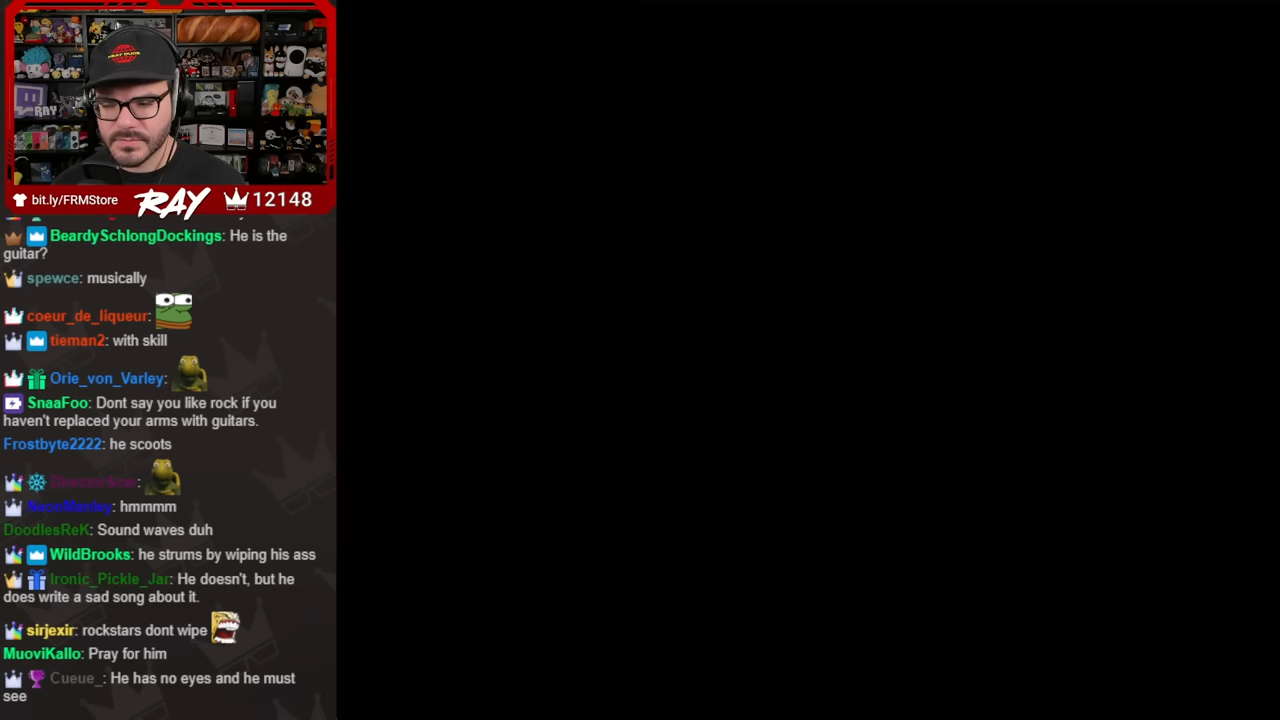 RAY
bit.ly/FRMStore
RAY
12148
BeardySchlongDockings: He is the
guitar?
spewce: musically
coeur_de_liqueur:
tieman2: with skill
Orie_von_Varley:
SnaaFoo: Dont say you like rock if you
haven't replaced your arms with guitars.
Frostbyte2222: he scoots
DirectorScar:
NeonManley: hmmmm
DoodlesReK: Sound waves duh
WildBrooks: he strums by wiping his ass
Ironic_Pickle_Jar: He doesn't, but he
does write a sad song about it.
sirjexir: rockstars dont wipe
MuoviKallo: Pray for him
Cueue_: He has no eyes and he must
see